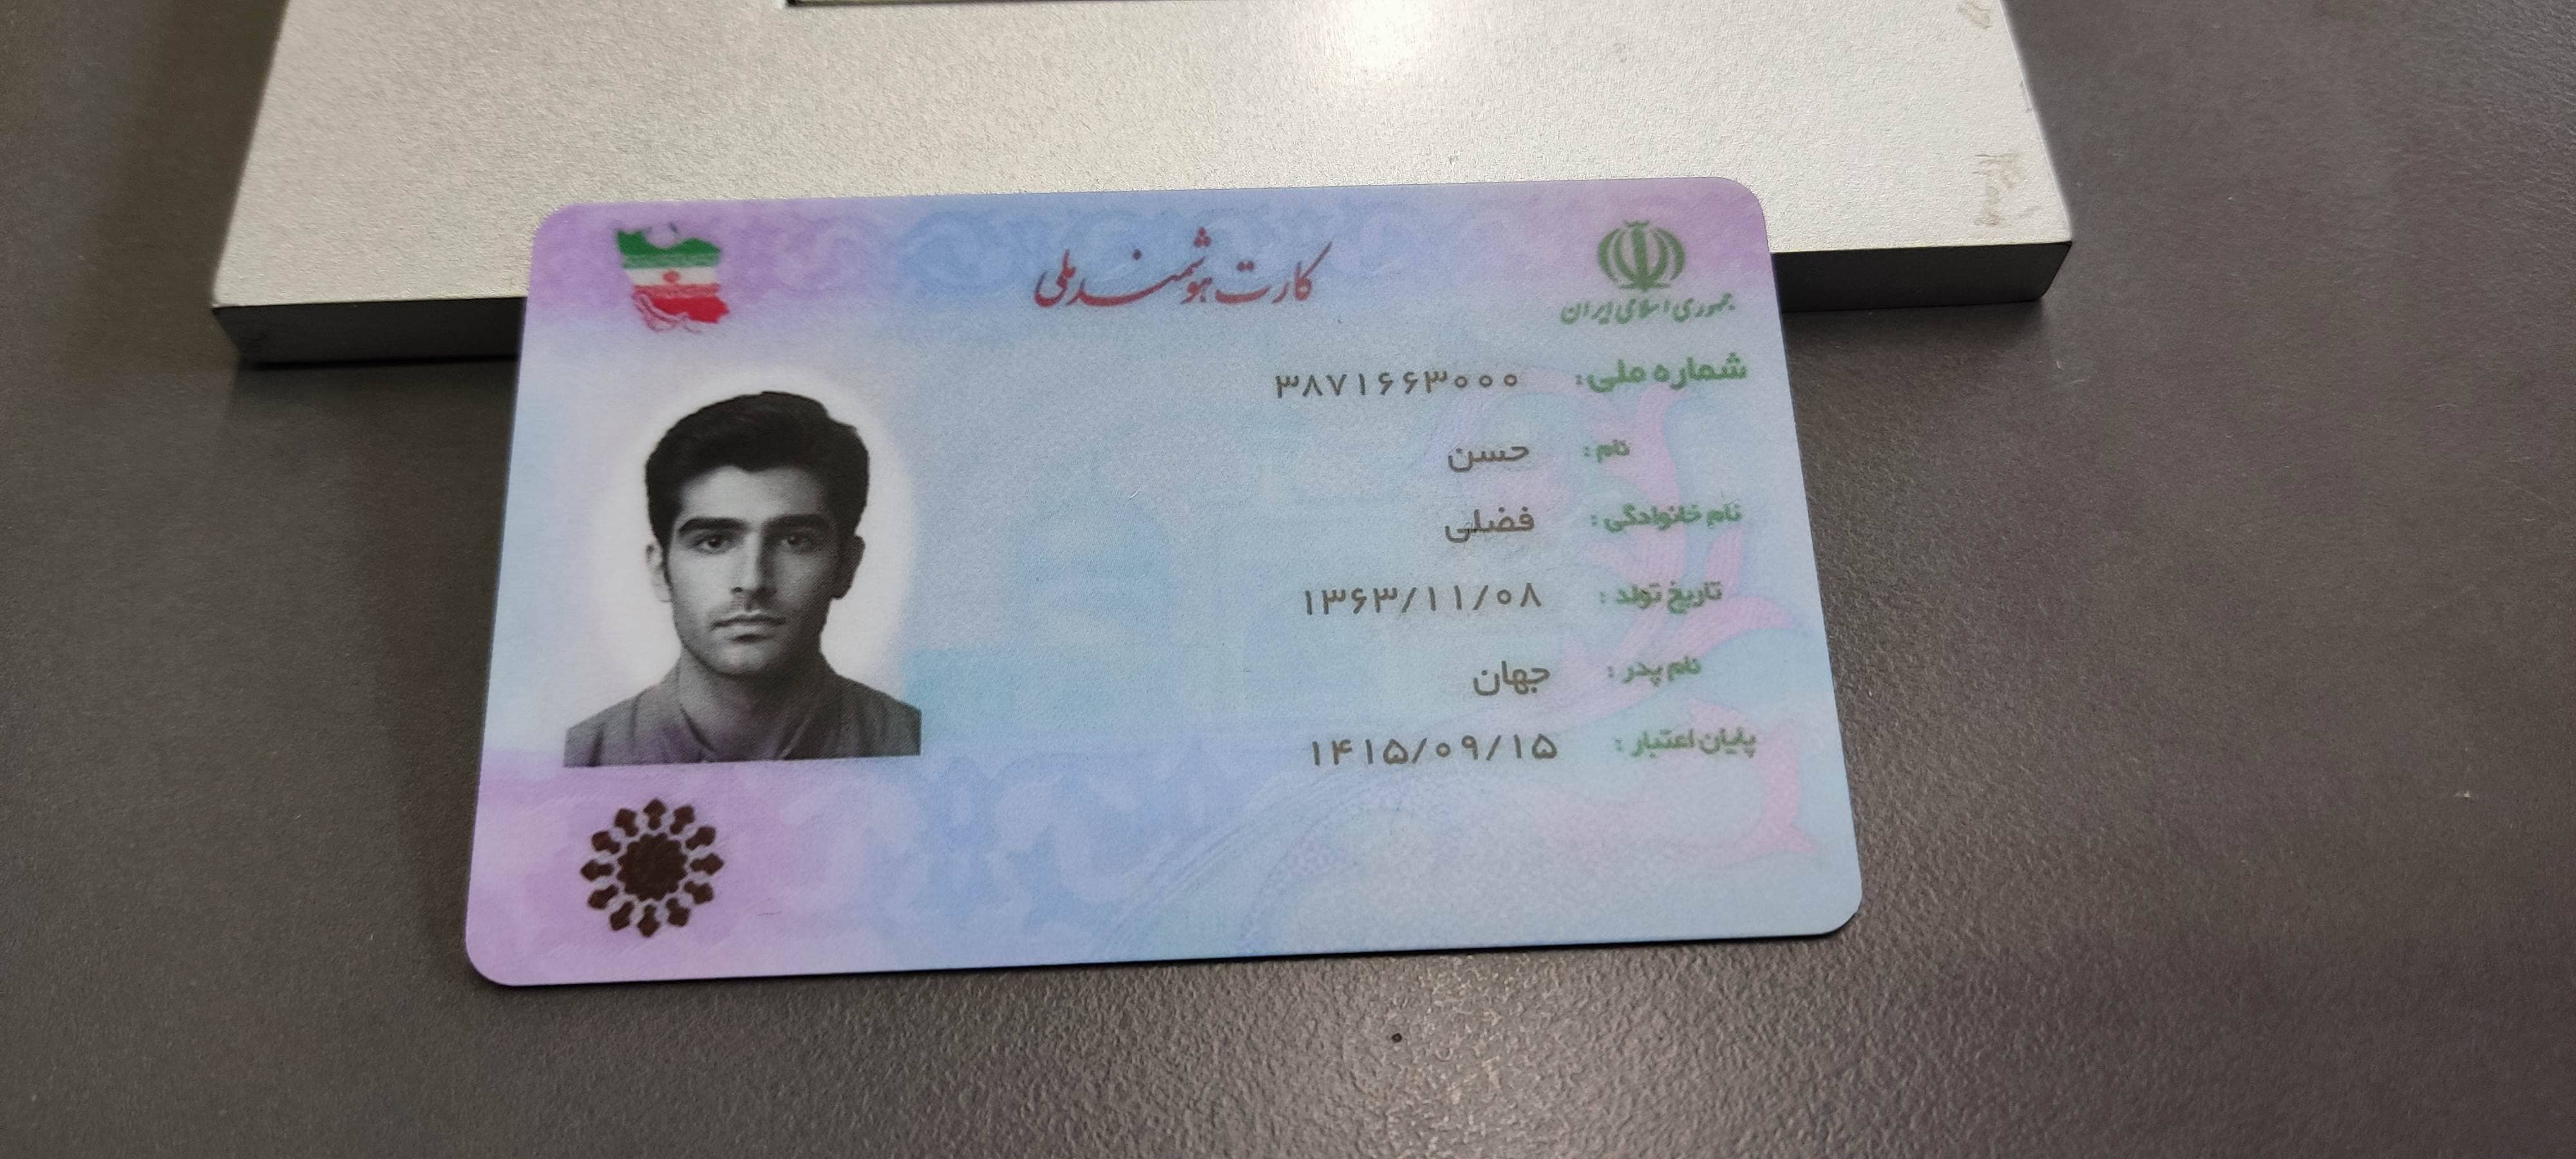 جمهوری اسلامی ایران
کارت هوشمند ملی
شماره ملی: ۳۸۷۱۶۶۳۰۰۰
نام : حسن
نام خانوادگی : فضلی
تاریخ تولد : ۱۳۶۳/۱۱/۰۸
نام پدر : جهان
پایان اعتبار : ۱۴۱۵/۰۹/۱۵